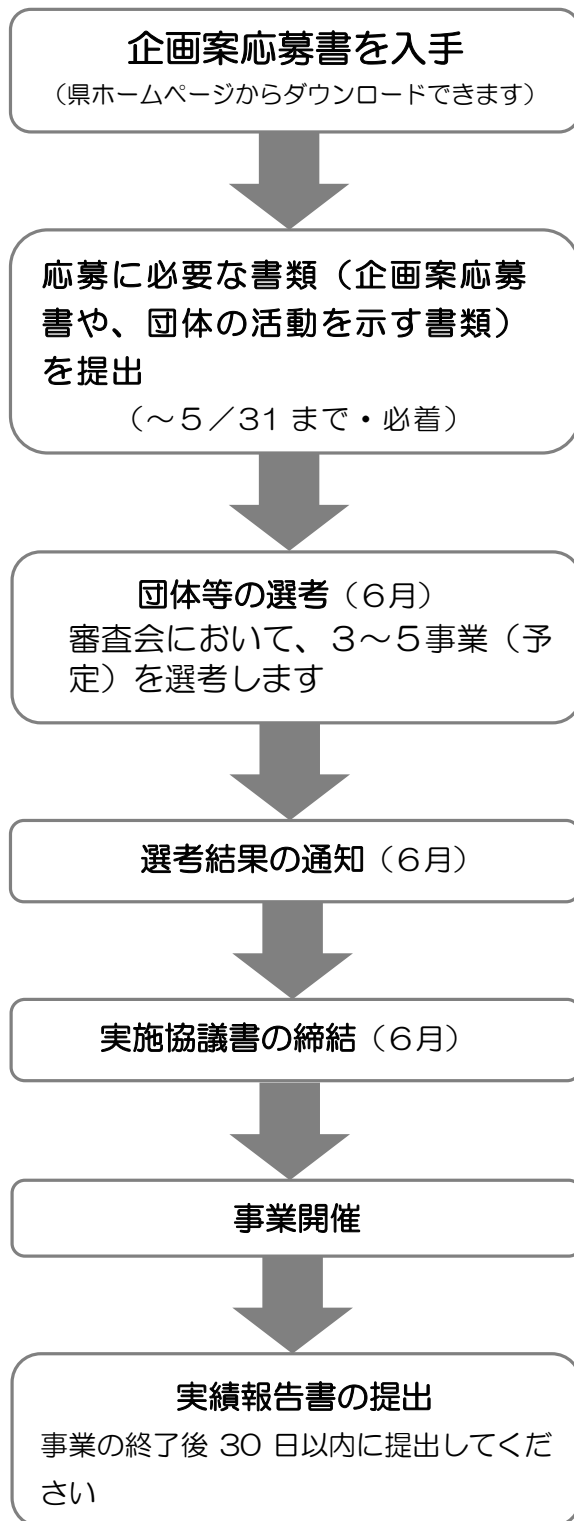 企画案応募書を入手
（県ホームページからダウンロードできます）
応募に必要な書類（企画案応募
書や、団体の活動を示す書類）
を提出
（～５／31 まで・必着）
団体等の選考（６月）
審査会において、３～５事業（予
定）を選考します
選考結果の通知（６月）
実施協議書の締結（６月）
事業開催
実績報告書の提出
事業の終了後 30 日以内に提出してくだ
さい